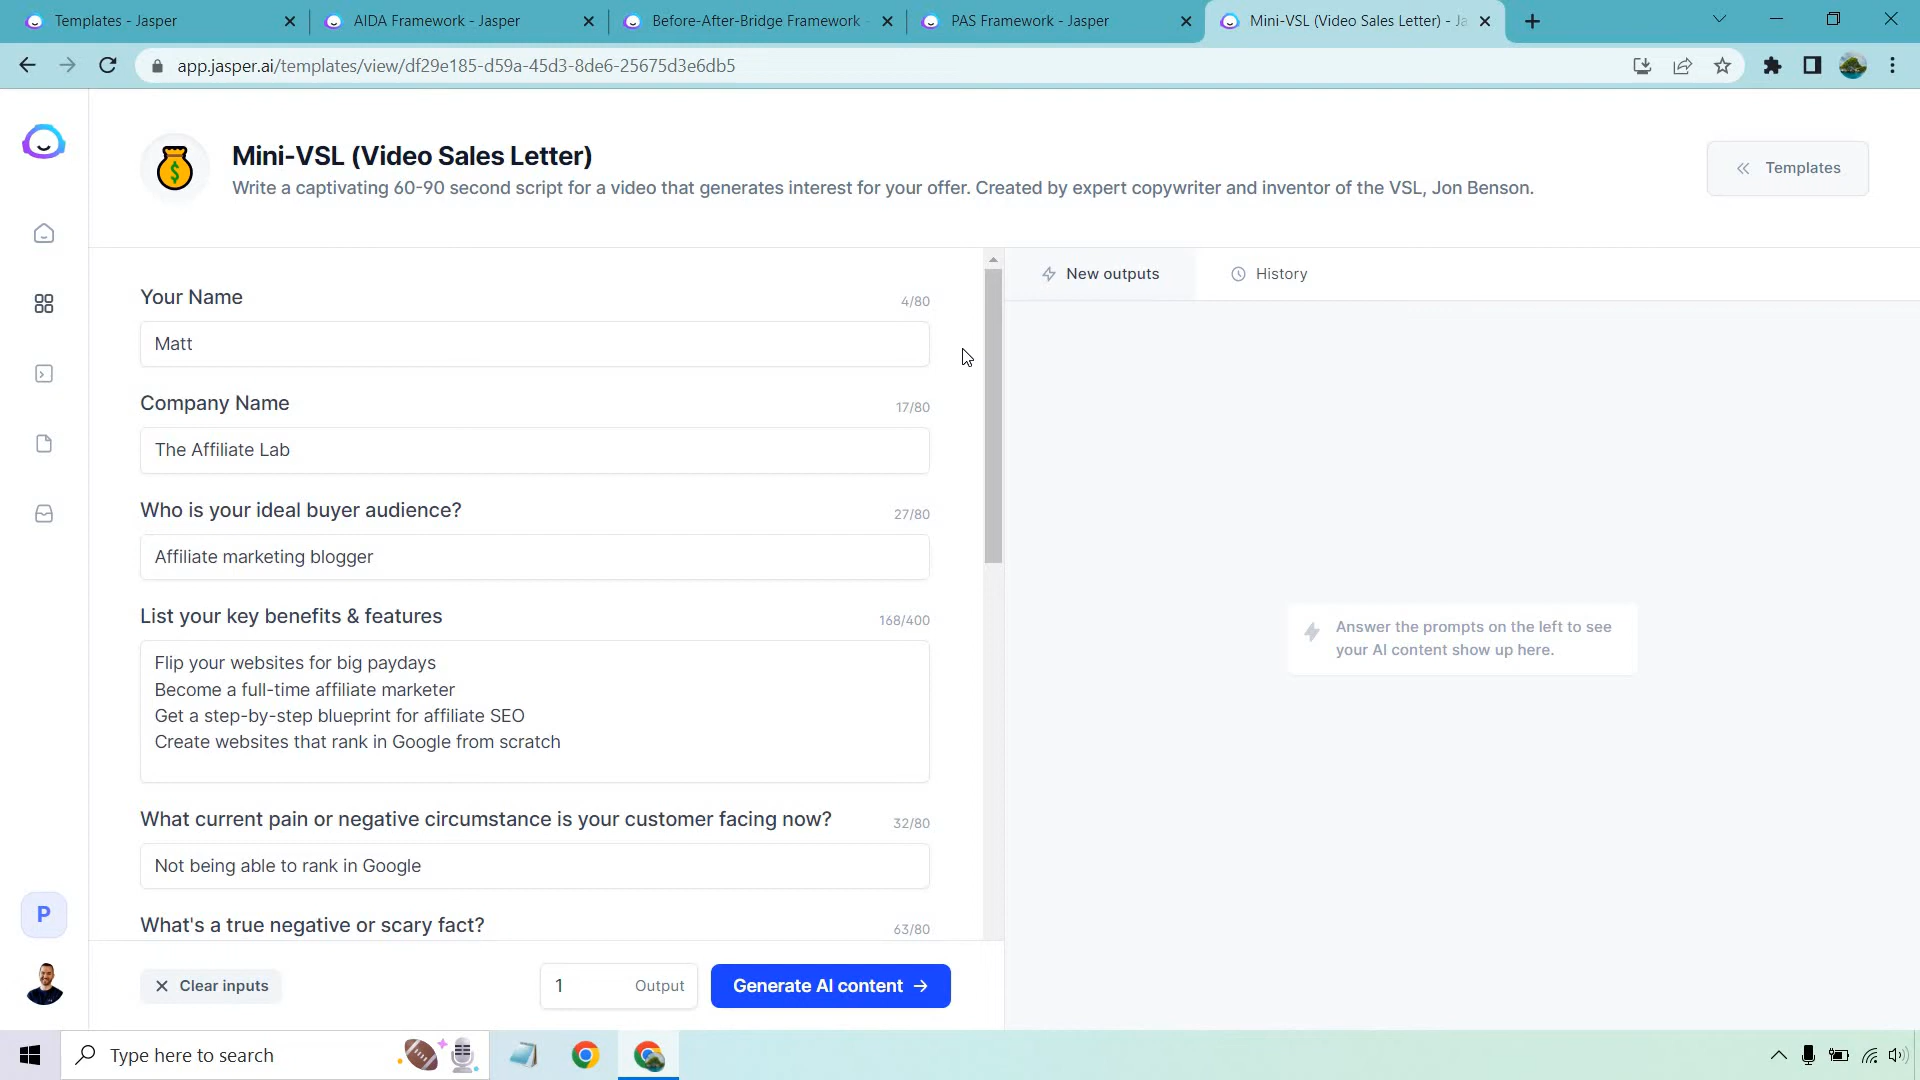 Templates - Jasper
AIDA Framework - Jasper
Before-After-Bridge Framework -
PAS Framework - Jasper
Mini-VSL (Video Sales Letter) - Ja
app.jasper.ai/templates/view/df29e185-d59a-45d3-8de6-25675d3e6db5
Mini-VSL (Video Sales Letter)
Write a captivating 60-90 second script for a video that generates interest for your offer. Created by expert copywriter and inventor of the VSL, Jon Benson.
Templates
Your Name
4/80
Matt
Company Name
17/80
The Affiliate Lab
Who is your ideal buyer audience?
27/80
Affiliate marketing blogger
List your key benefits & features
168/400
Flip your websites for big paydays
Become a full-time affiliate marketer
Get a step-by-step blueprint for affiliate SEO
Create websites that rank in Google from scratch
What current pain or negative circumstance is your customer facing now?
32/80
Not being able to rank in Google
What's a true negative or scary fact?
63/80
Clear inputs
1
Output
Generate AI content
New outputs
History
Answer the prompts on the left to see
your AI content show up here.
P
Type here to search